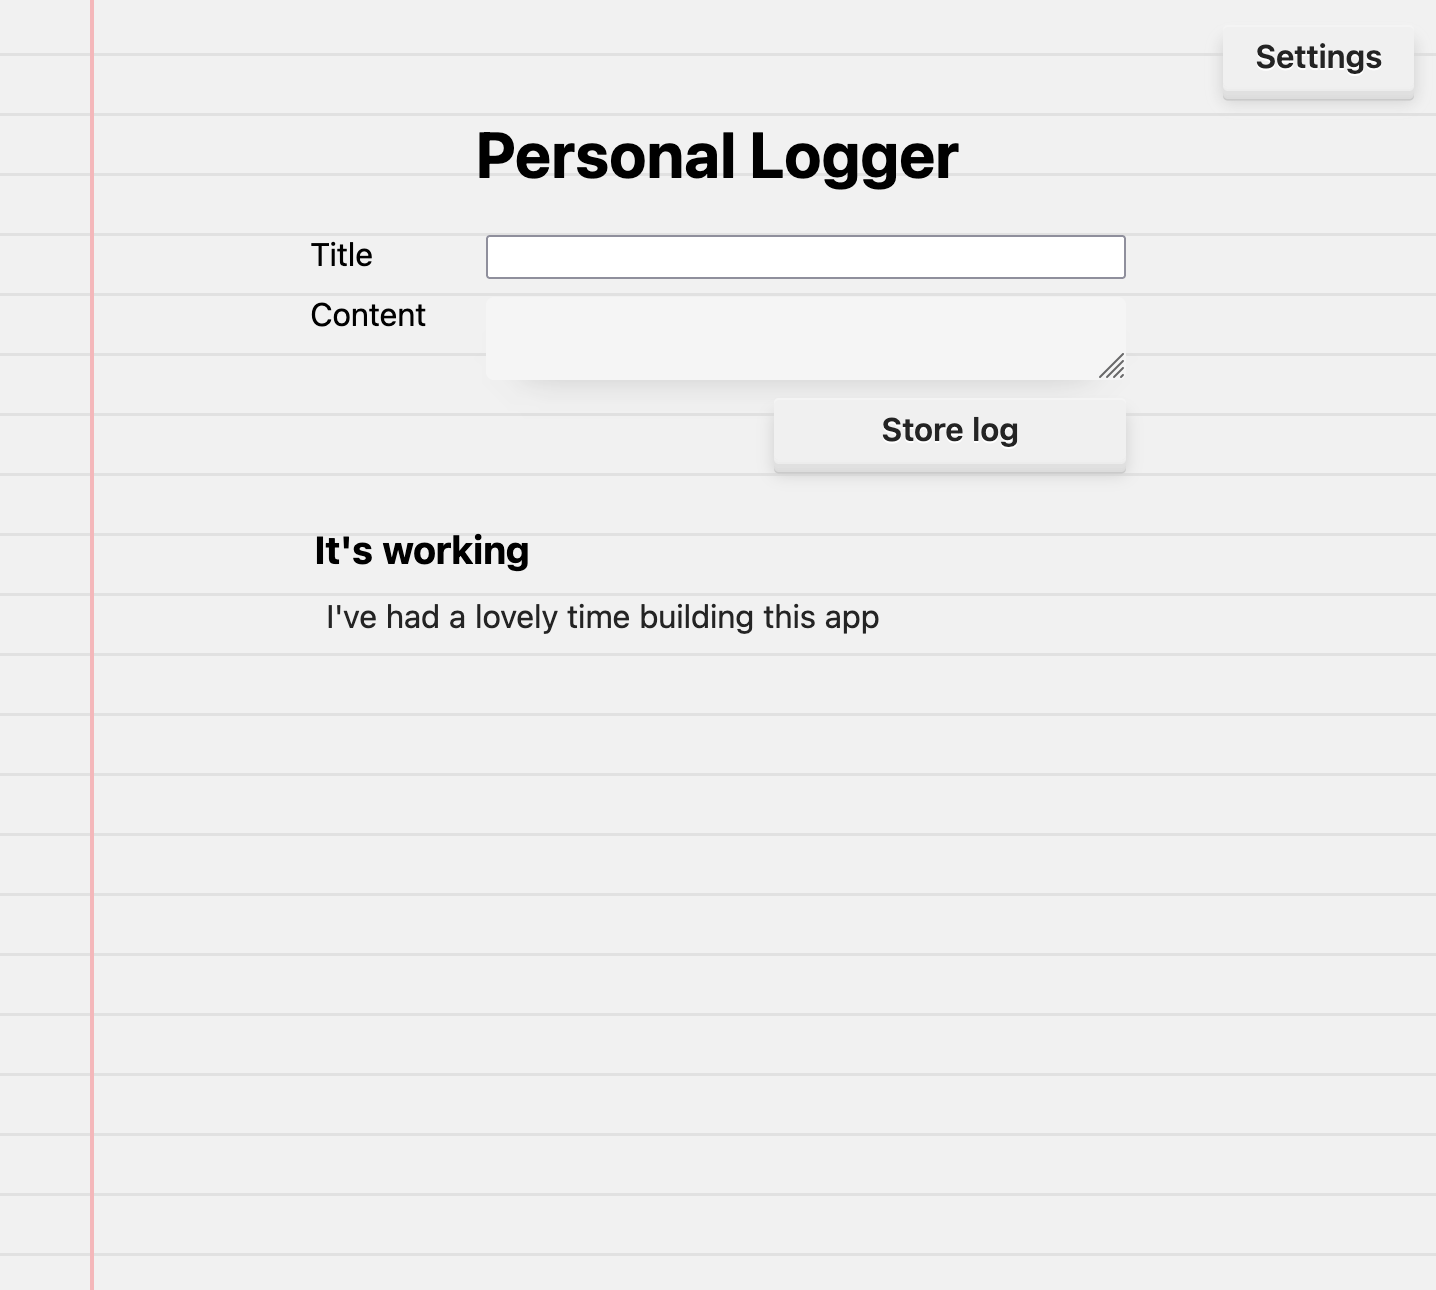 Settings
Personal Logger
Title
Content
Store log
It's working
I've had a lovely time building this app